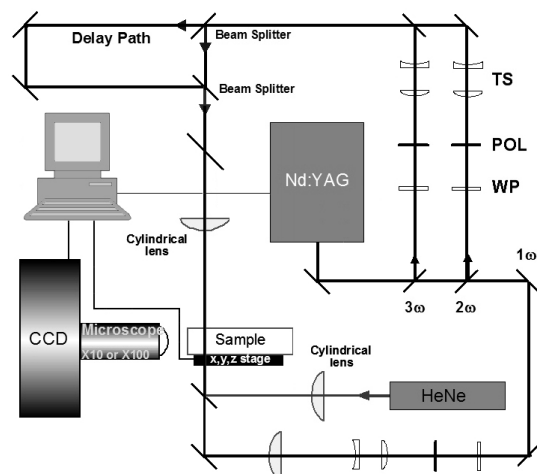 Delay Path
Beam Splitter
Beam Splitter
TS
POL
WP
Nd:YAG
Cylindrical
lens
1ω
3ω
2ω
CCD
Microscope
X10 or X100
Sample
x,y,z stage
Cylindrical
lens
HeNe